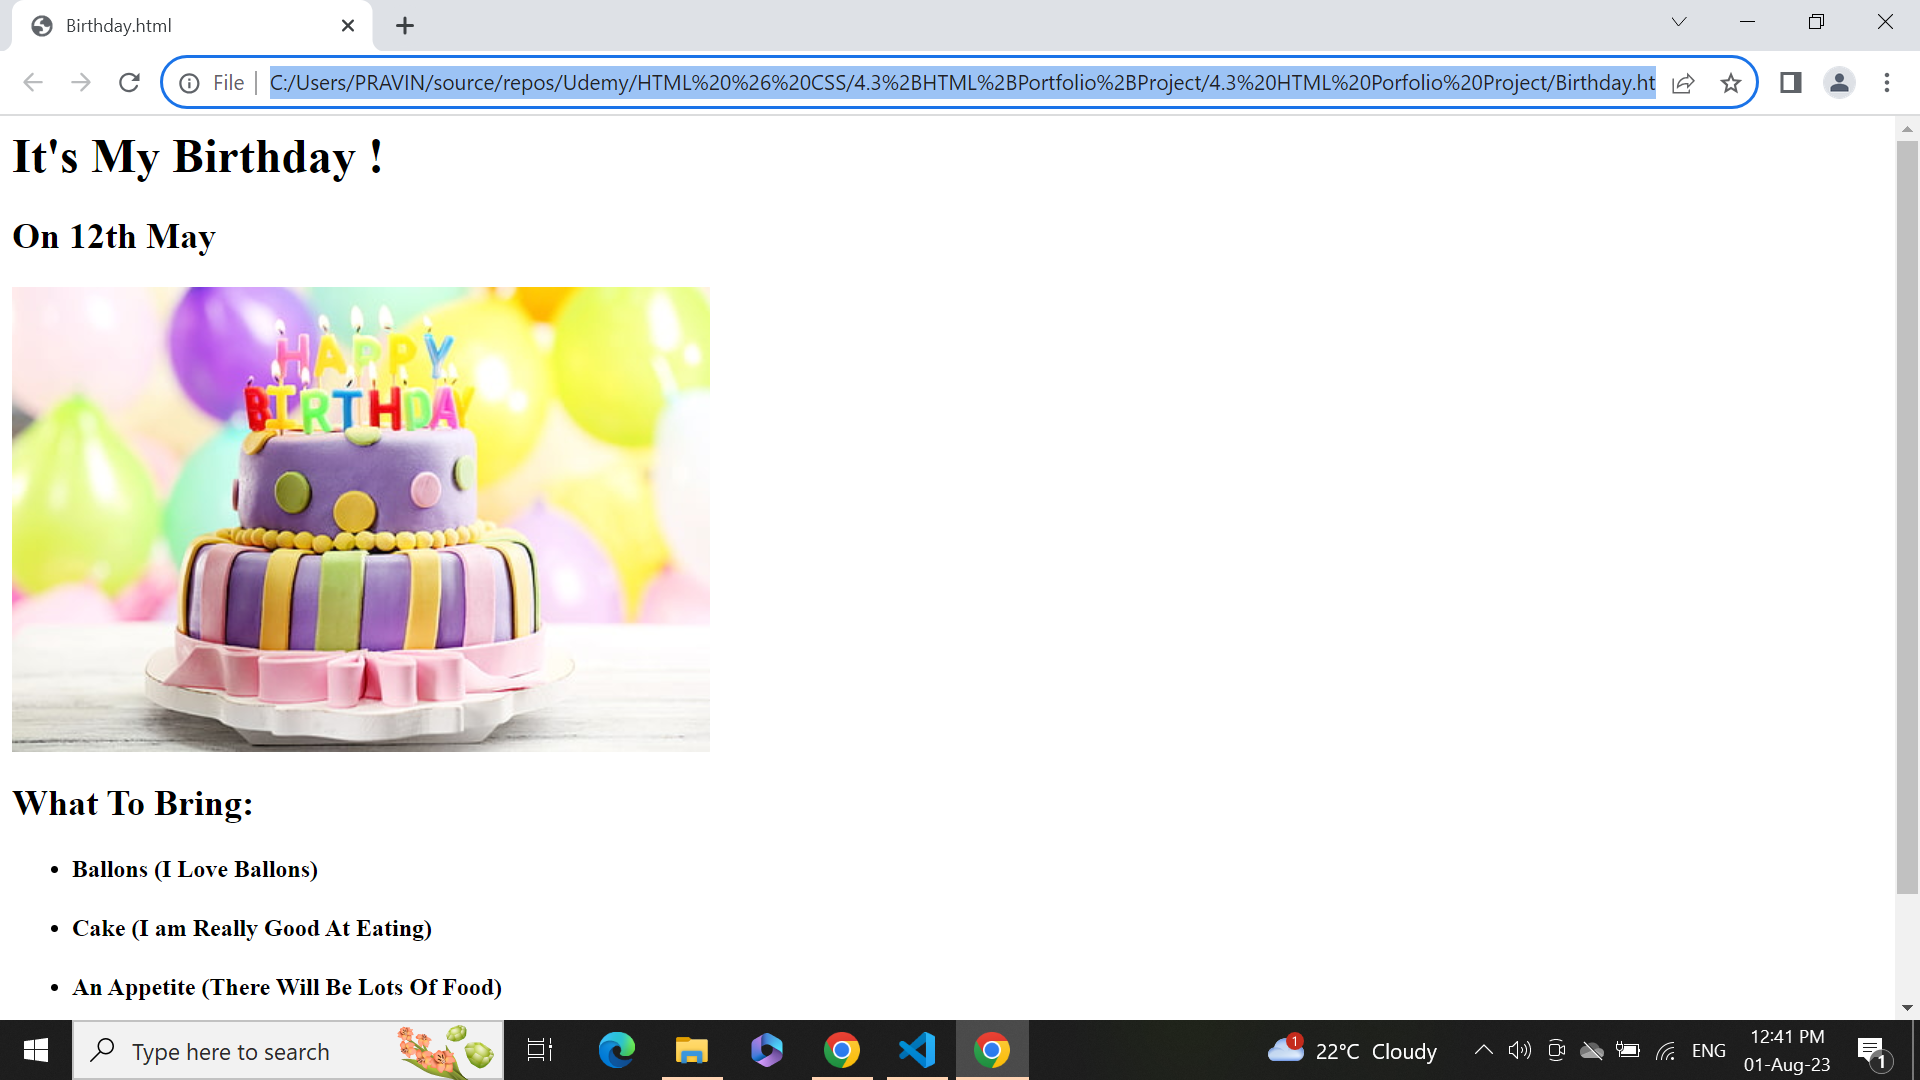 Birthday.html
File
C:/Users/PRAVIN/source/repos/Udemy/HTML%20%26%20CSS/4.3%2BHTML%2BPortfolio%2BProject/4.3%20HTML%20Porfolio%20Project/Birthday.ht
It's My Birthday !
On 12th May
HAPPY
BIRTHDAY
What To Bring:
• Ballons (I Love Ballons)
• Cake (I am Really Good At Eating)
• An Appetite (There Will Be Lots Of Food)
Type here to search
1
22°C Cloudy
ENG
12:41 PM
01-Aug-23
1